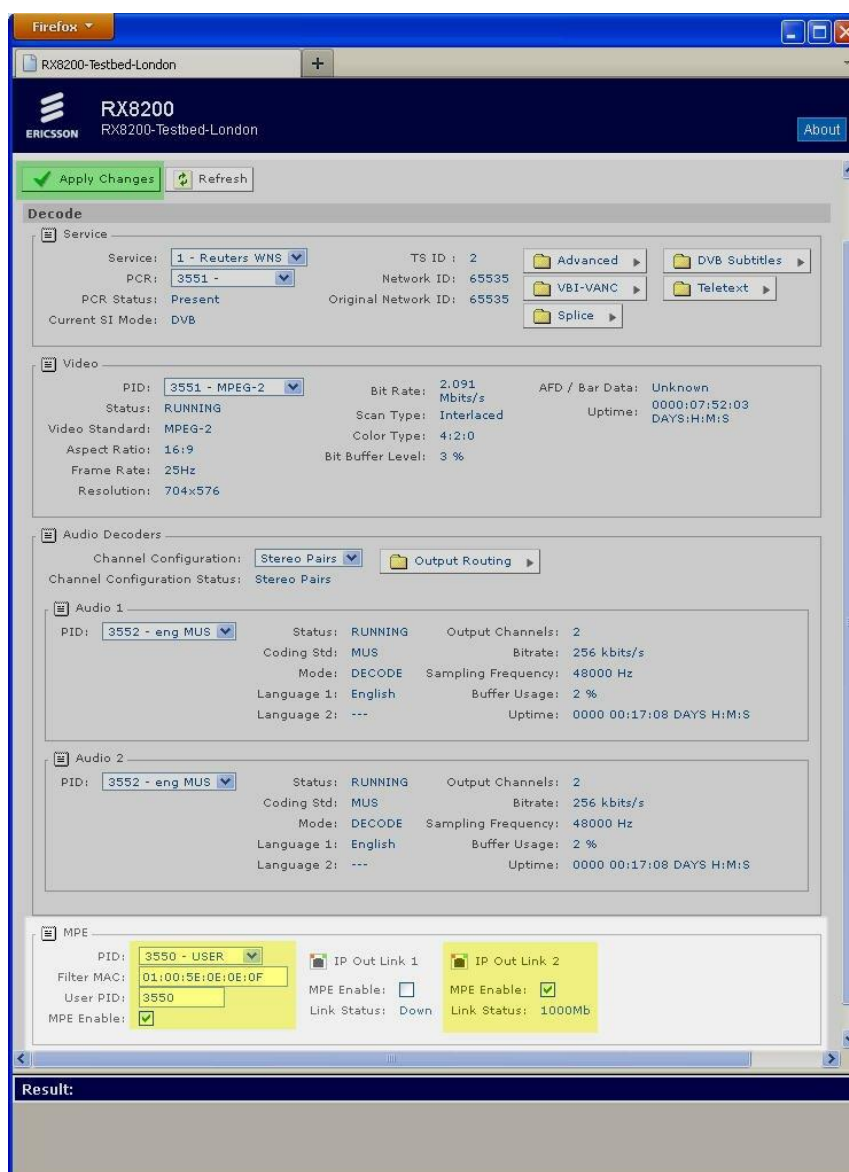 Firefox
RX8200-Testbed-London
+
ERICSSON
RX8200
RX8200-Testbed-London
About
Apply Changes
Refresh
Decode
Service
Service: 1 - Reuters WNS
PCR: 3551 -
PCR Status: Present
Current SI Mode: DVB
TS ID : 2
Network ID: 65535
Original Network ID: 65535
Advanced
DVB Subtitles
VBI-VANC
Teletext
Splice
Video
PID: 3551 - MPEG-2
Status: RUNNING
Video Standard: MPEG-2
Aspect Ratio: 16:9
Frame Rate: 25Hz
Resolution: 704x576
Bit Rate: 2.091
Mbits/s
Scan Type: Interlaced
Color Type: 4:2:0
Bit Buffer Level: 3 %
AFD / Bar Data: Unknown
Uptime: 0000:07:52:03
DAYS:H:M:S
Audio Decoders
Channel Configuration: Stereo Pairs
Output Routing
Channel Configuration Status: Stereo Pairs
Audio 1
PID: 3552 - eng MUS
Status: RUNNING
Coding Std: MUS
Mode: DECODE
Language 1: English
Language 2: ---
Output Channels: 2
Bitrate: 256 kbits/s
Sampling Frequency: 48000 Hz
Buffer Usage: 2 %
Uptime: 0000 00:17:08 DAYS H:M:S
Audio 2
PID: 3552 - eng MUS
Status: RUNNING
Coding Std: MUS
Mode: DECODE
Language 1: English
Language 2: ---
Output Channels: 2
Bitrate: 256 kbits/s
Sampling Frequency: 48000 Hz
Buffer Usage: 2 %
Uptime: 0000 00:17:08 DAYS H:M:S
MPE
PID: 3550 - USER
Filter MAC: 01:00:5E:0E:0E:0F
User PID: 3550
MPE Enable:
IP Out Link 1
MPE Enable:
Link Status: Down
IP Out Link 2
MPE Enable:
Link Status: 1000Mb
Result: